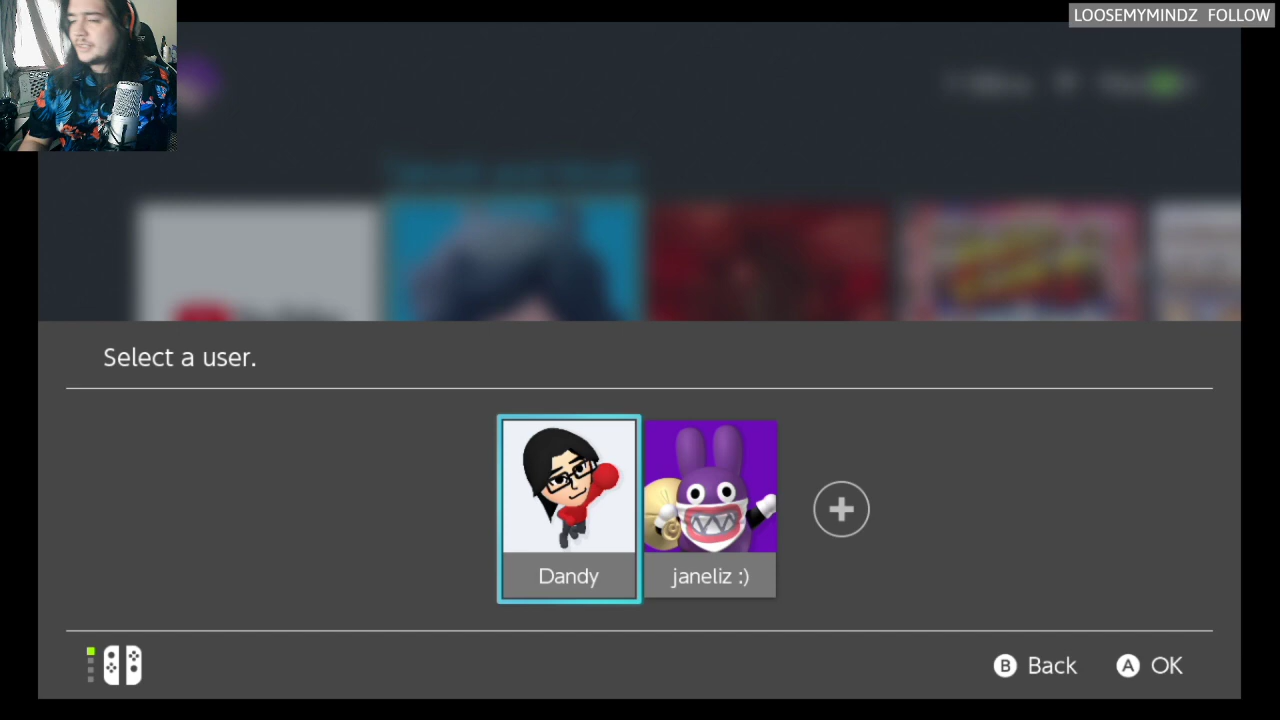 LOOSEMYMINDZ FOLLOW
Select a user.
Dandy
janeliz :)
B Back
A OK